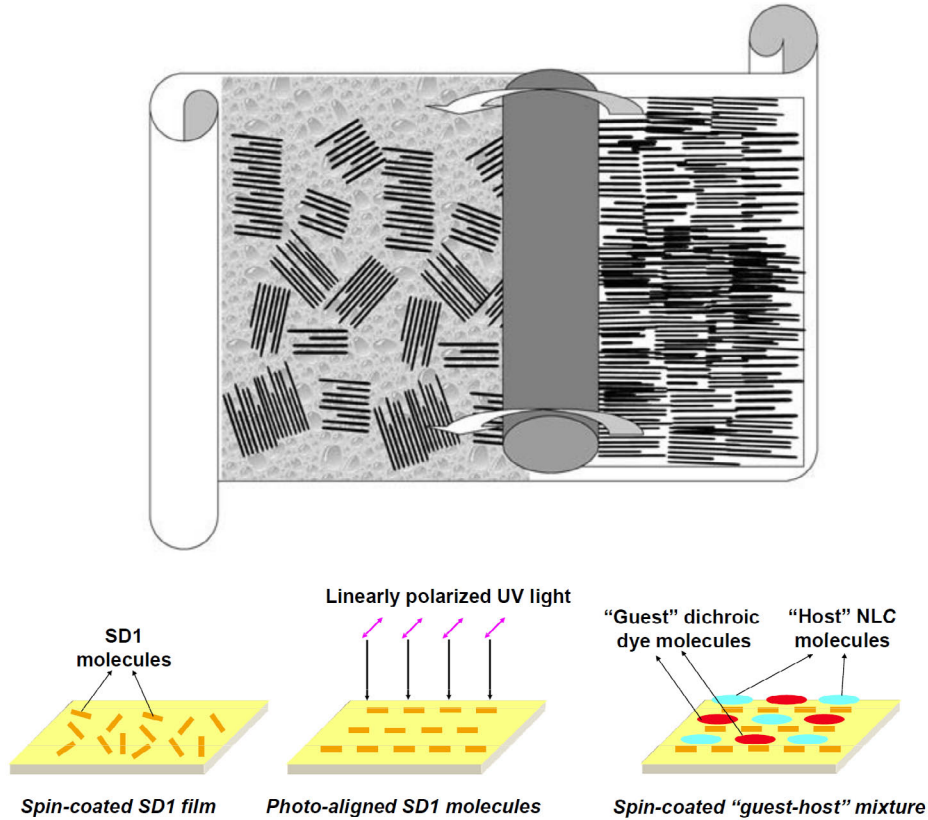 Linearly polarized UV light
"Guest" dichroic
dye molecules
"Host" NLC
molecules
SD1
molecules
Spin-coated SD1 film
Photo-aligned SD1 molecules
Spin-coated "guest-host" mixture